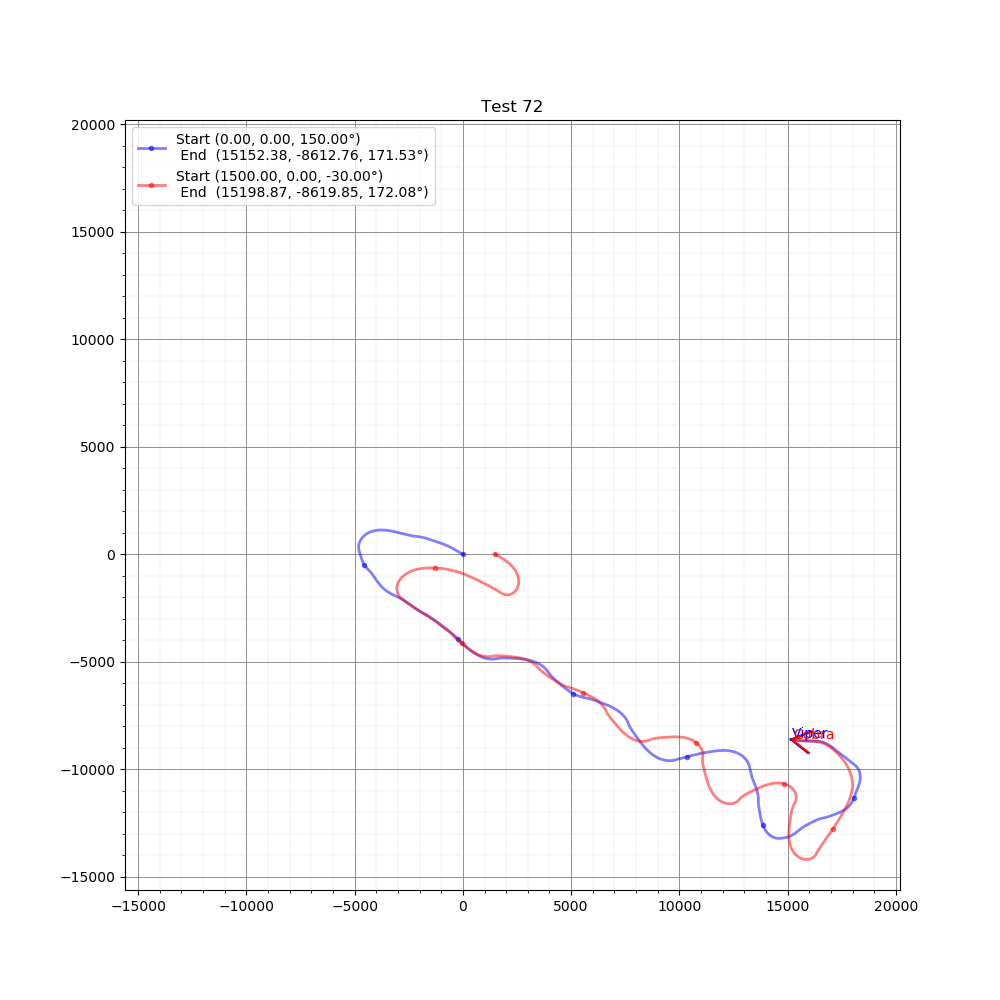 Test 72
Start (0.00, 0.00, 150.00°)
End (15152.38, -8612.76, 171.53°)
Start (1500.00, 0.00, -30.00°)
End (15198.87, -8619.85, 172.08°)
20000
15000
10000
5000
0
−5000
−10000
−15000
−15000 −10000 −5000 0 5000 10000 15000 20000